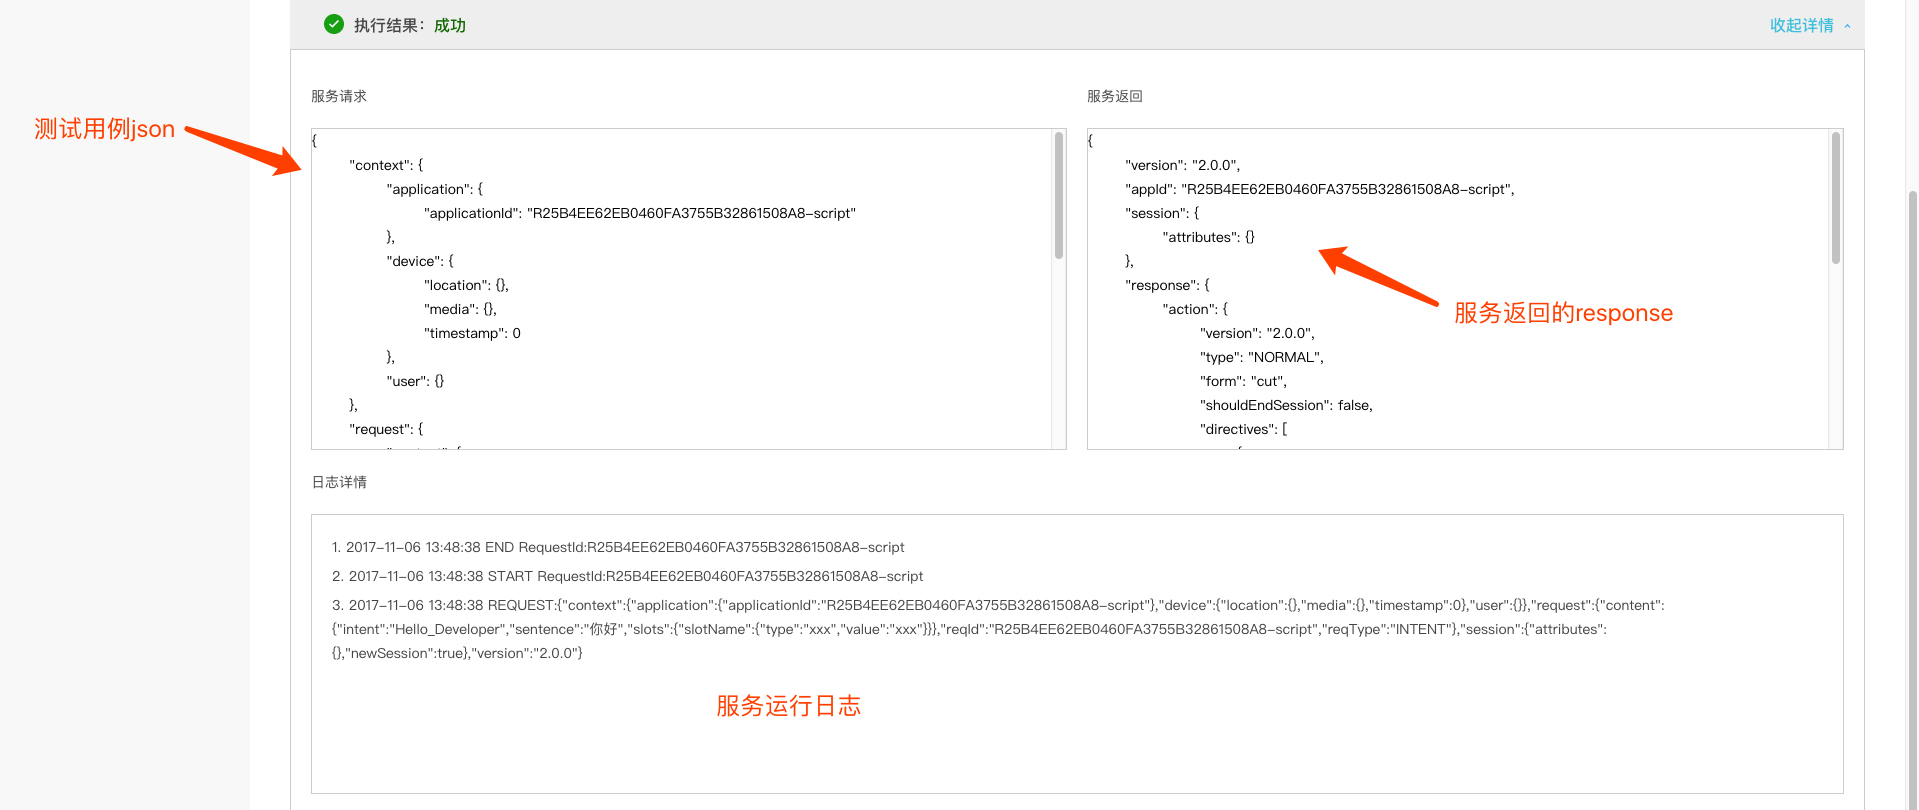 执行结果：成功
收起详情
服务请求
服务返回
测试用例json
{
"context": {
"application": {
"applicationId": "R25B4EE62EB0460FA3755B32861508A8-script"
},
"device": {
"location": {},
"media": {},
"timestamp": 0
},
"user": {}
},
"request": {
{
"version": "2.0.0",
"appId": "R25B4EE62EB0460FA3755B32861508A8-script",
"session": {
"attributes": {}
},
"response": {
"action": {
"version": "2.0.0",
"type": "NORMAL",
"form": "cut",
"shouldEndSession": false,
"directives": [
服务返回的response
日志详情
1. 2017-11-06 13:48:38 END RequestId:R25B4EE62EB0460FA3755B32861508A8-script
2. 2017-11-06 13:48:38 START RequestId:R25B4EE62EB0460FA3755B32861508A8-script
3. 2017-11-06 13:48:38 REQUEST:{"context":{"application":{"applicationId":"R25B4EE62EB0460FA3755B32861508A8-script"},"device":{"location":{},"media":{},"timestamp":0},"user":{}},"request":{"content":
{"intent":"Hello_Developer","sentence":"你好","slots":{"slotName":{"type":"xxx","value":"xxx"}}},"reqId":"R25B4EE62EB0460FA3755B32861508A8-script","reqType":"INTENT"},"session":{"attributes":
{},"newSession":true},"version":"2.0.0"}
服务运行日志